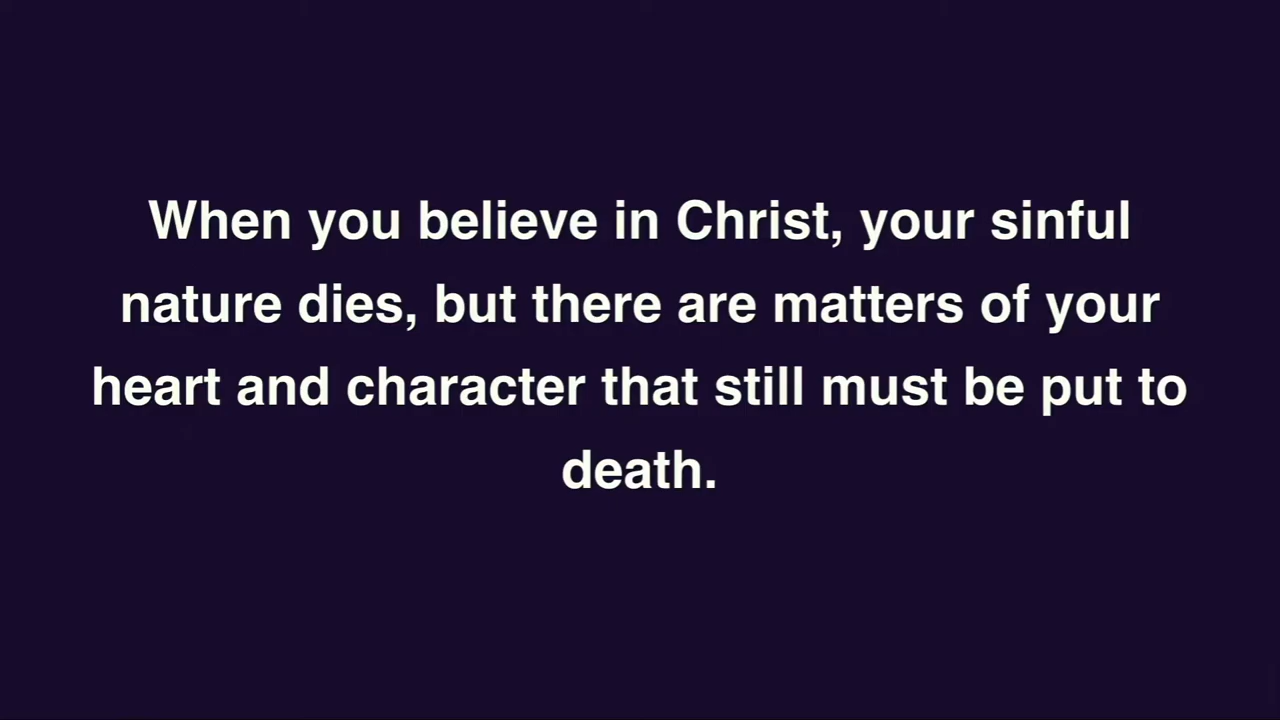 When you believe in Christ, your sinful
nature dies, but there are matters of your
heart and character that still must be put to
death.